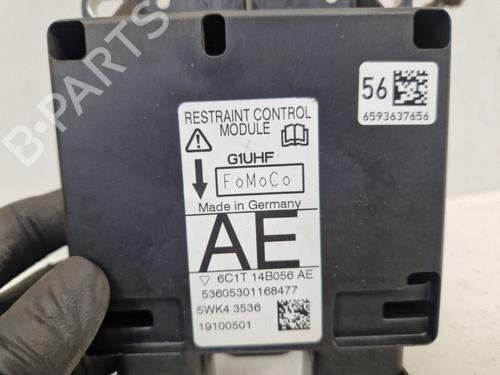 RESTRAINT CONTROL
MODULE
G1UHF
FoMoCo
Made in Germany
AE
6C1T 14B056 AE
53605301168477
5WK4 3536
19100501
56
6593637656
B-PARTS